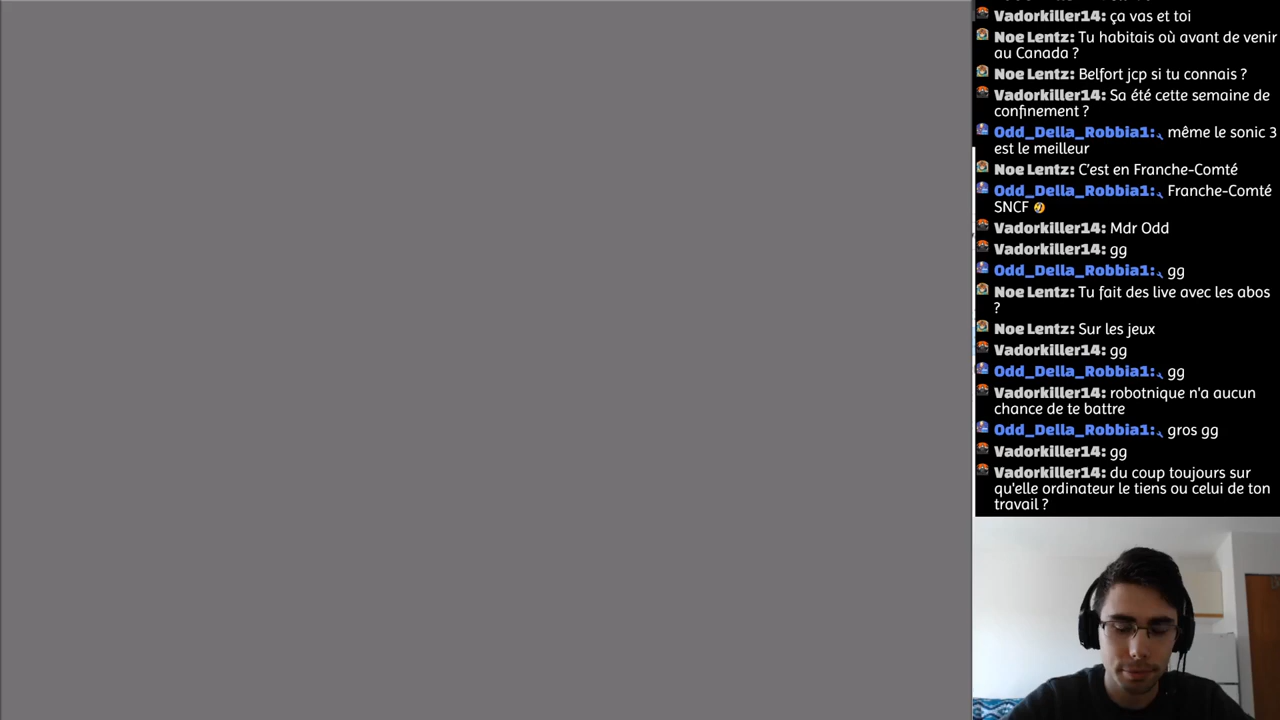 Vadorkiller14: ça vas et toi
Noe Lentz: Tu habitais où avant de venir
au Canada ?
Noe Lentz: Belfort jcp si tu connais ?
Vadorkiller14: Sa été cette semaine de
confinement ?
Odd_Della_Robbia1: même le sonic 3
est le meilleur
Noe Lentz: C'est en Franche-Comté
Odd_Della_Robbia1: Franche-Comté
SNCF 🤣
Vadorkiller14: Mdr Odd
Vadorkiller14: gg
Odd_Della_Robbia1: gg
Noe Lentz: Tu fait des live avec les abos
?
Noe Lentz: Sur les jeux
Vadorkiller14: gg
Odd_Della_Robbia1: gg
Vadorkiller14: robotnique n'a aucun
chance de te battre
Odd_Della_Robbia1: gros gg
Vadorkiller14: gg
Vadorkiller14: du coup toujours sur
qu'elle ordinateur le tiens ou celui de ton
travail ?